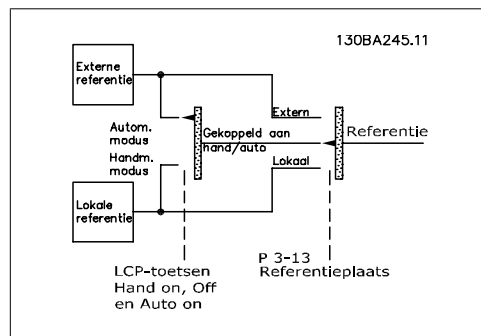 130BA245.11
Externe
referentie
Autom.
modus
Handm.
modus
Lokale
referentie
Extern
Gekoppeld aan
hand/auto
Lokaal
Referentie
LCP-toetsen
Hand on, Off
en Auto on
P 3-13
Referentieplaats